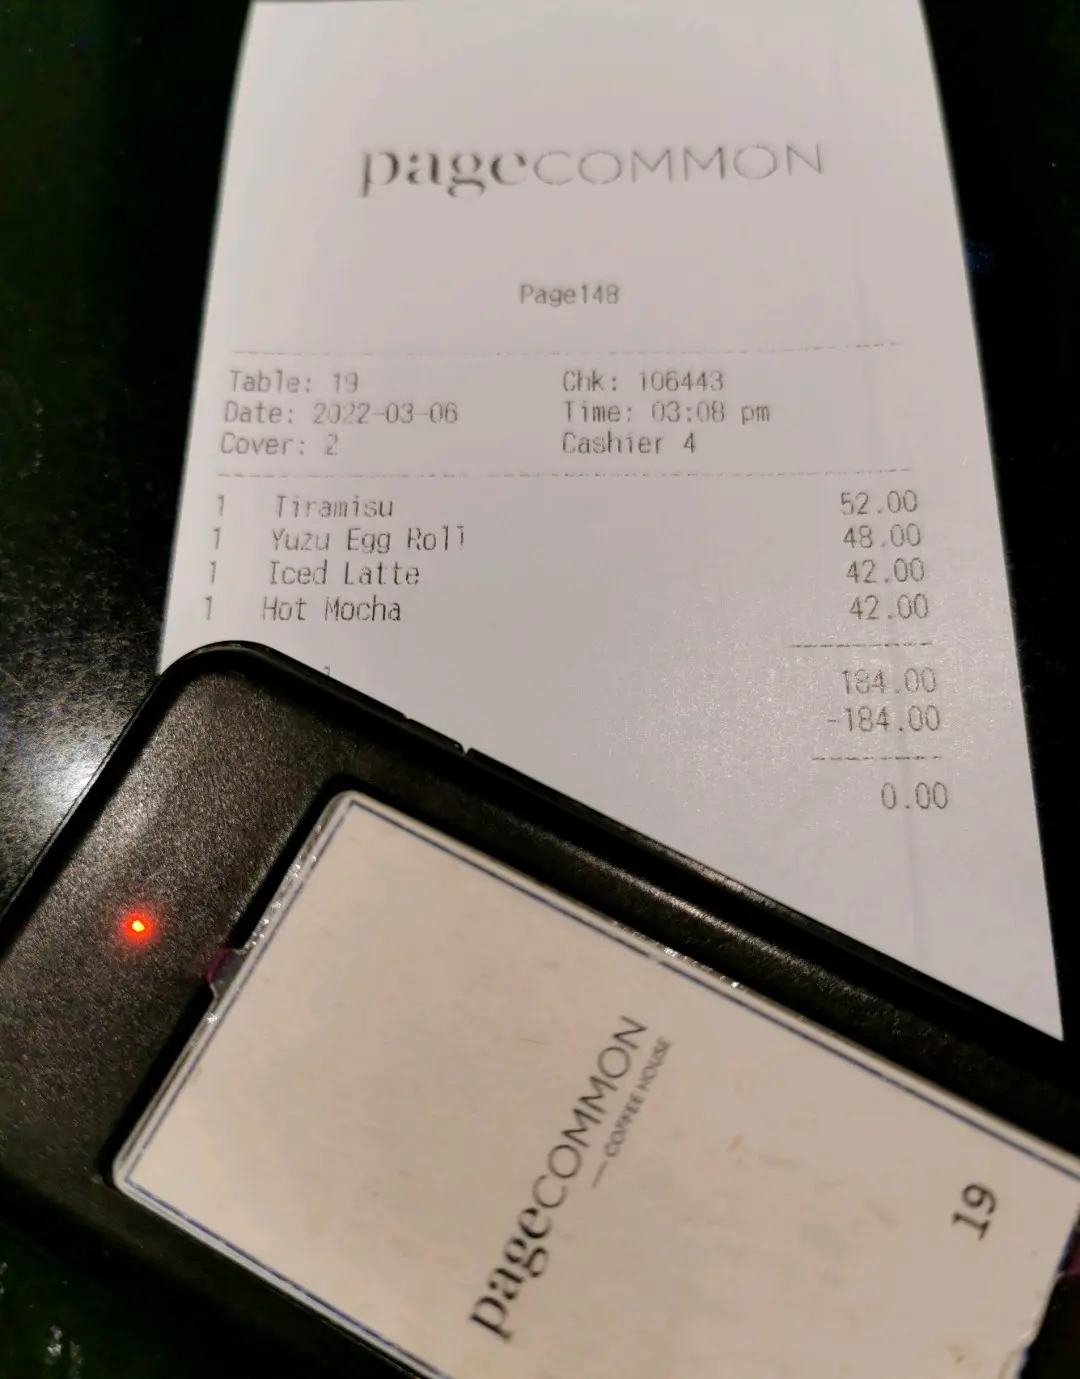 pageCOMMON
Page148
Table: 19 Chk: 106443
Date: 2022-03-06 Time: 03:08 pm
Cover: 2 Cashier 4
1 Tiramisu 52.00
1 Yuzu Egg Roll 48.00
1 Iced Latte 42.00
1 Hot Mocha 42.00
184.00
-184.00
0.00
pageCOMMON
— COFFEE HOUSE
19